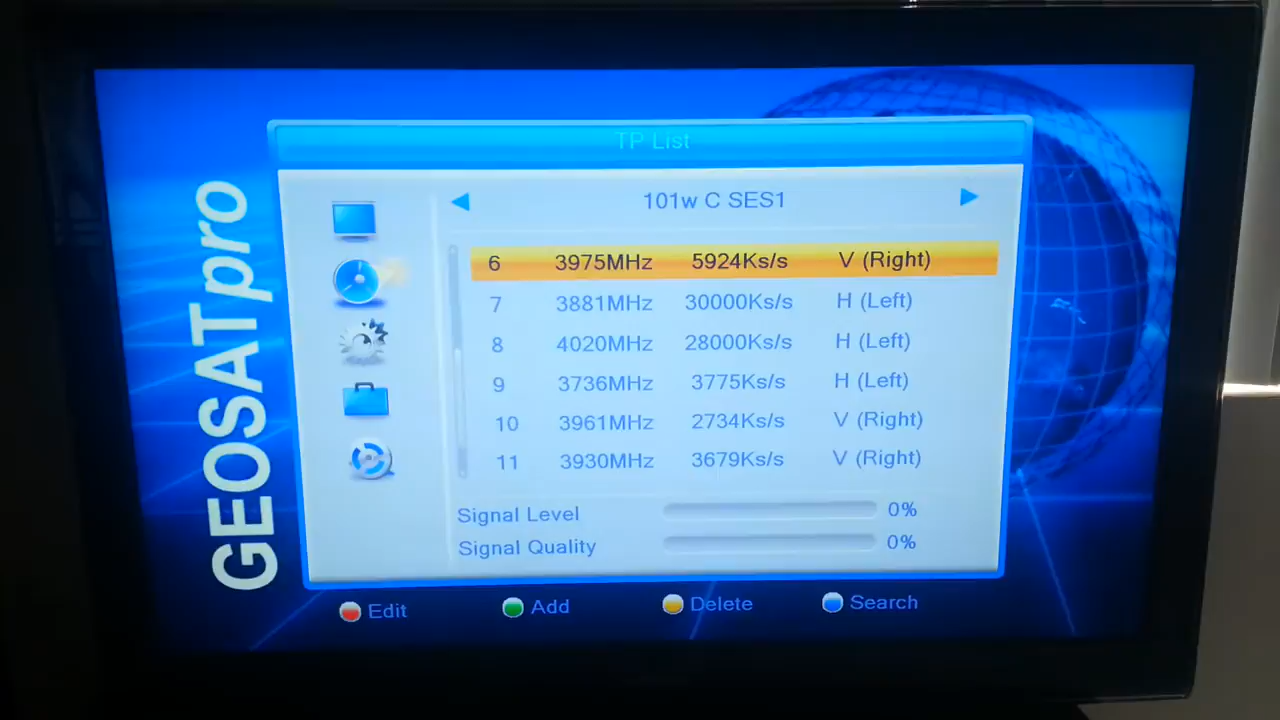 TP List
GEOSATpro
101w C SES1
6 3975MHz 5924Ks/s V (Right)
7 3881MHz 30000Ks/s H (Left)
8 4020MHz 28000Ks/s H (Left)
9 3736MHz 3775Ks/s H (Left)
10 3961MHz 2734Ks/s V (Right)
11 3930MHz 3679Ks/s V (Right)
Signal Level 0%
Signal Quality 0%
Edit Add Delete Search